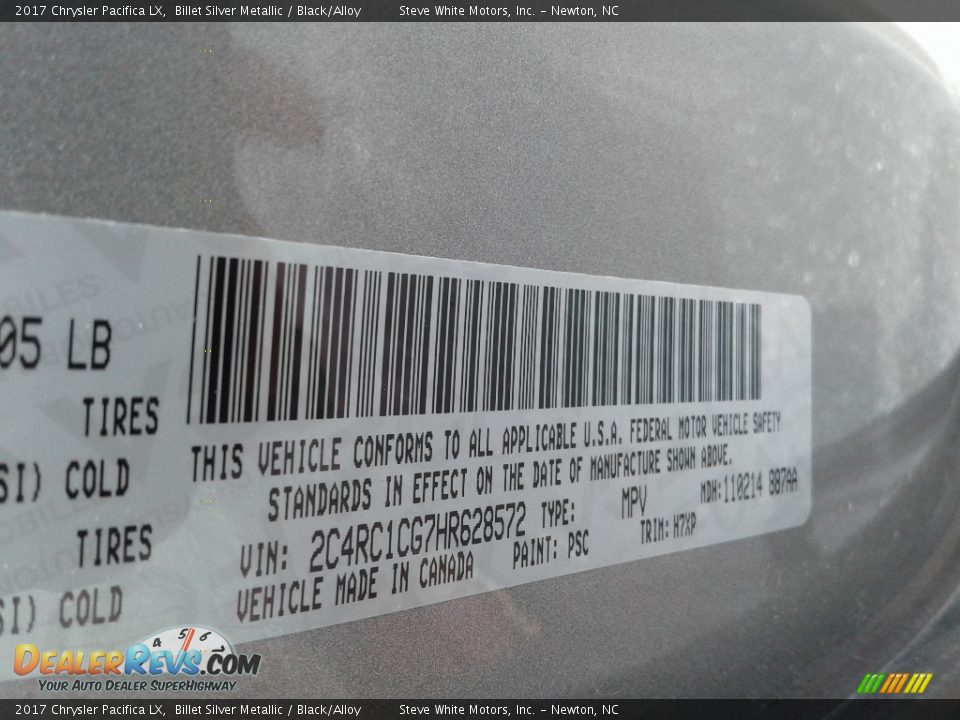 2017 Chrysler Pacifica LX, Billet Silver Metallic / Black/Alloy Steve White Motors, Inc. - Newton, NC
05 LB
TIRES
SI) COLD
TIRES
SI) COLD
THIS VEHICLE CONFORMS TO ALL APPLICABLE U.S.A. FEDERAL MOTOR VEHICLE SAFETY
STANDARDS IN EFFECT ON THE DATE OF MANUFACTURE SHOWN ABOVE.
VIN: 2C4RC1CG7HR628572 TYPE: MPV MDH:110214 BB7AA
VEHICLE MADE IN CANADA PAINT: PSC TRIM: H7XP
4 5 6
DealerRevs.com
Your Auto Dealer SuperHighway
2017 Chrysler Pacifica LX, Billet Silver Metallic / Black/Alloy Steve White Motors, Inc. - Newton, NC